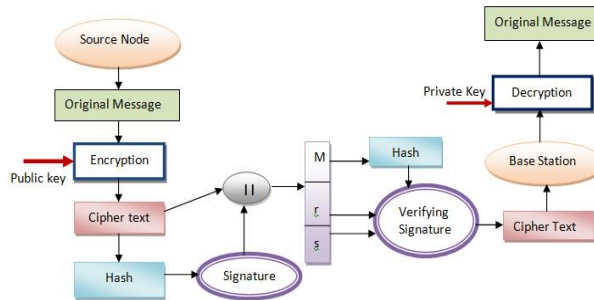 Source Node
Original Message
Encryption
Public key
Cipher text
Hash
Signature
||
M
r
s
Hash
Verifying
Signature
Cipher Text
Base Station
Private Key
Decryption
Original Message